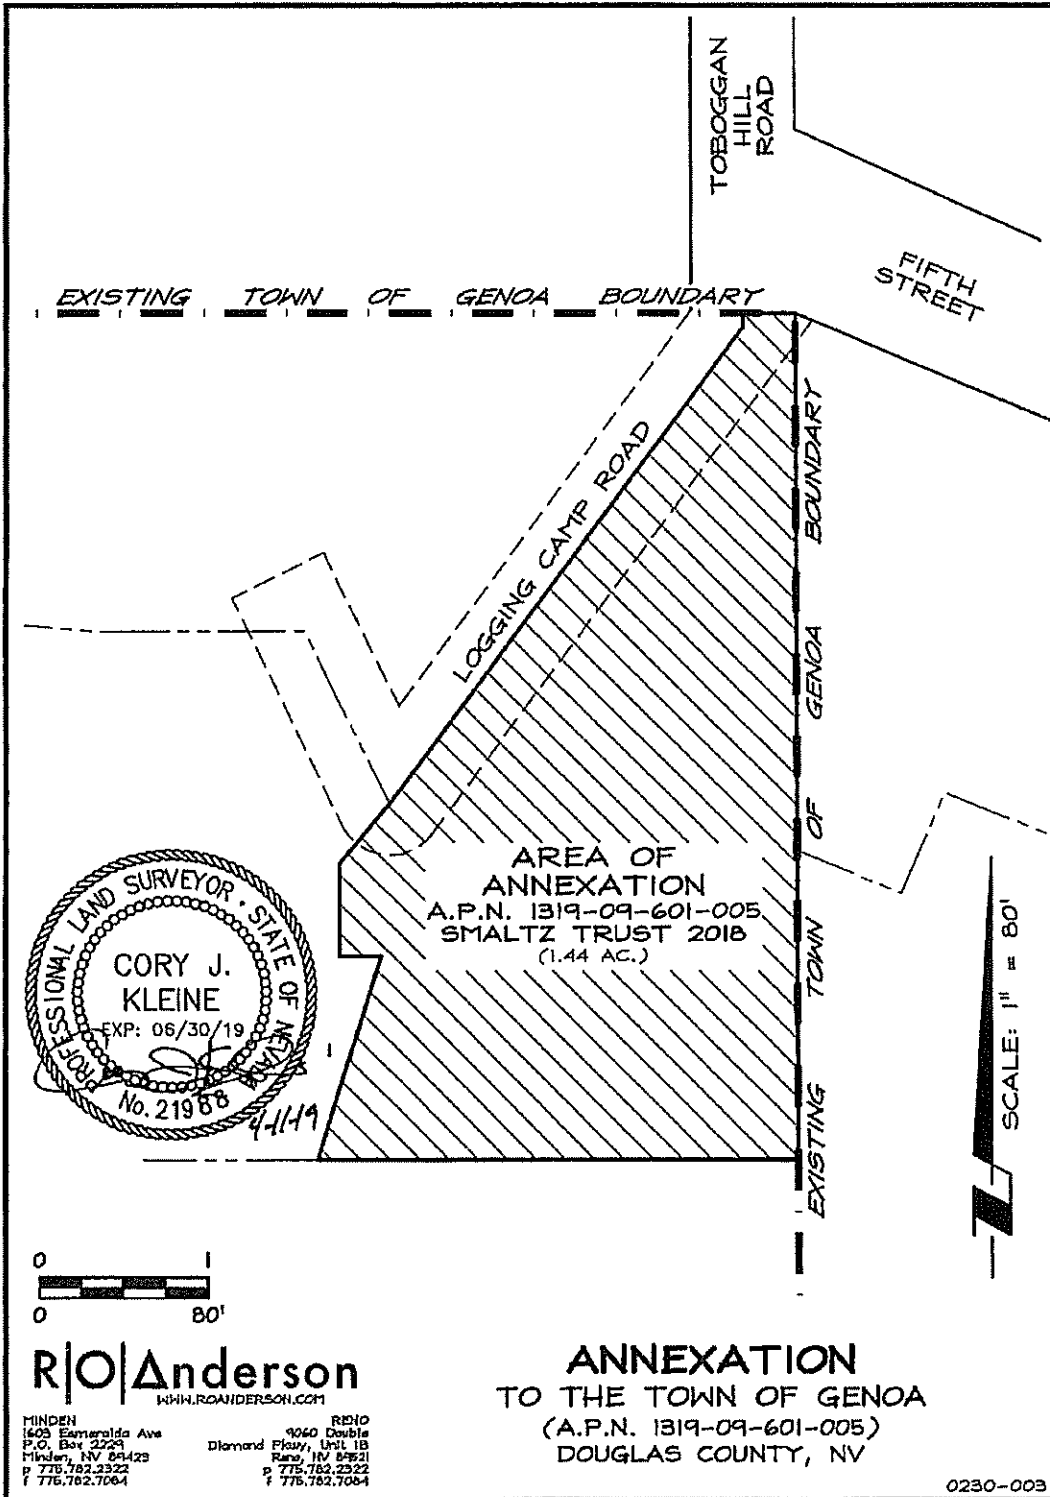 TOBOGGAN
HILL
ROAD
FIFTH
STREET
EXISTING TOWN OF GENOA BOUNDARY
LOGGING CAMP ROAD
EXISTING TOWN OF GENOA BOUNDARY
AREA OF
ANNEXATION
A.P.N. 1319-09-601-005
SMALTZ TRUST 2018
(1.44 AC.)
PROFESSIONAL LAND SURVEYOR • STATE OF NEVADA
CORY J.
KLEINE
EXP: 06/30/19
No. 21988
4-1-19
SCALE: 1" = 80'
0 1
0 80'
R|O|Anderson
WWW.ROANDERSON.COM
MINDEN
1603 Esmeralda Ave
P.O. Box 2229
Minden, NV 89423
p 775.782.2322
f 775.782.7084
RENO
9060 Double
Diamond Pkwy, Unit 1B
Reno, NV 89521
p 775.782.2322
f 775.782.7084
ANNEXATION
TO THE TOWN OF GENOA
(A.P.N. 1319-09-601-005)
DOUGLAS COUNTY, NV
0230-003